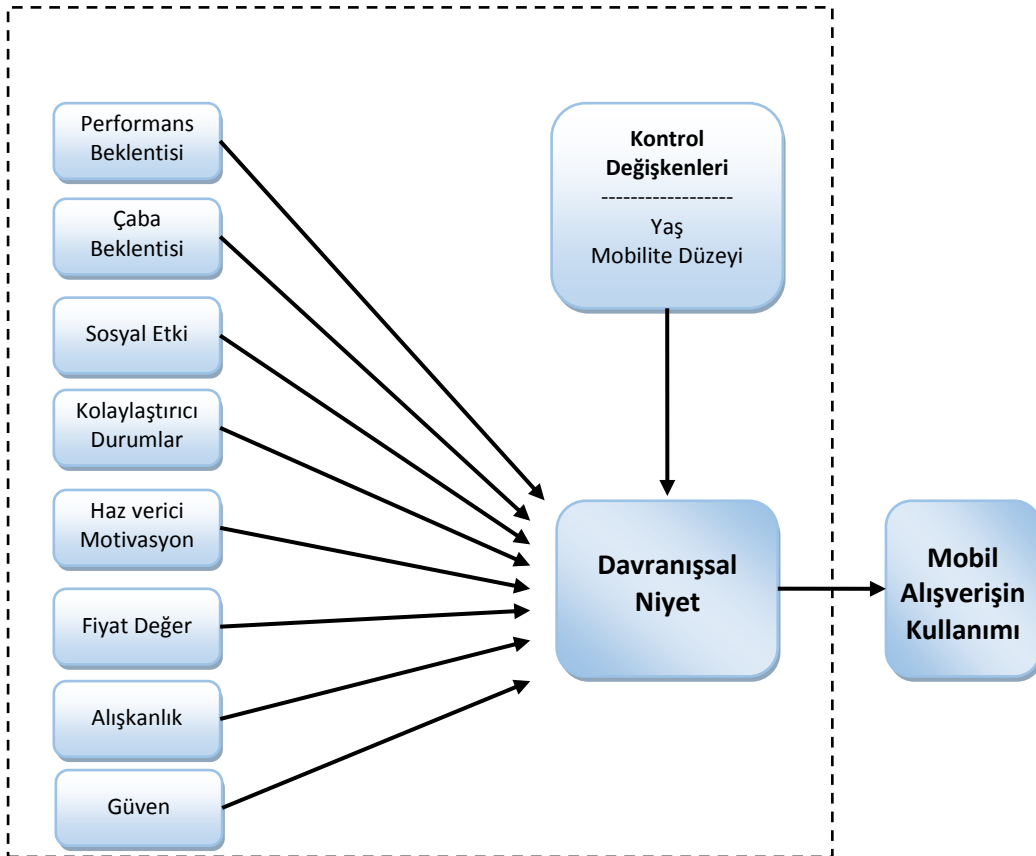 Performans
Beklentisi
Çaba
Beklentisi
Sosyal Etki
Kolaylaştırıcı
Durumlar
Haz verici
Motivasyon
Fiyat Değer
Alışkanlık
Güven
Kontrol
Değişkenleri
------------------
Yaş
Mobilite Düzeyi
Davranışsal
Niyet
Mobil
Alışverişin
Kullanımı